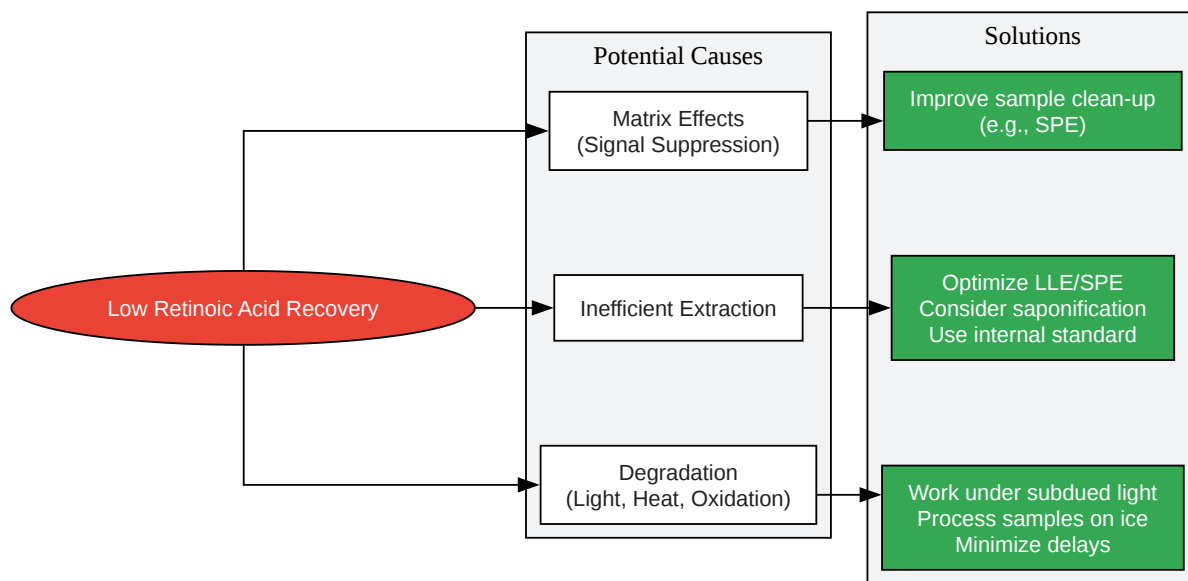 Low Retinoic Acid Recovery
Potential Causes
Matrix Effects
(Signal Suppression)
Inefficient Extraction
Degradation
(Light, Heat, Oxidation)
Solutions
Improve sample clean-up
(e.g., SPE)
Optimize LLE/SPE
Consider saponification
Use internal standard
Work under subdued light
Process samples on ice
Minimize delays